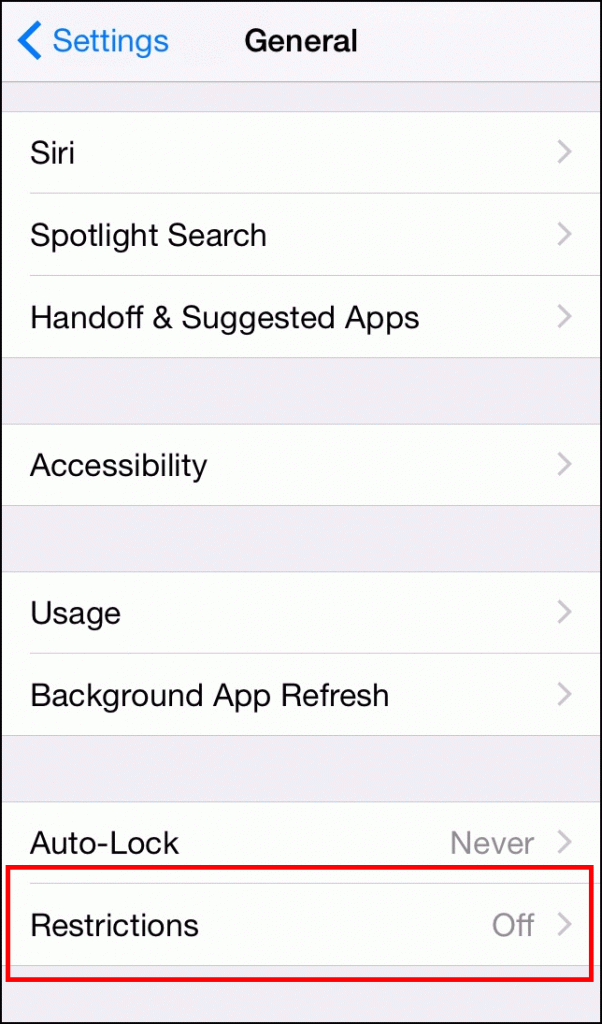 Settings General
Siri
Spotlight Search
Handoff & Suggested Apps
Accessibility
Usage
Background App Refresh
Auto-Lock Never
Restrictions Off